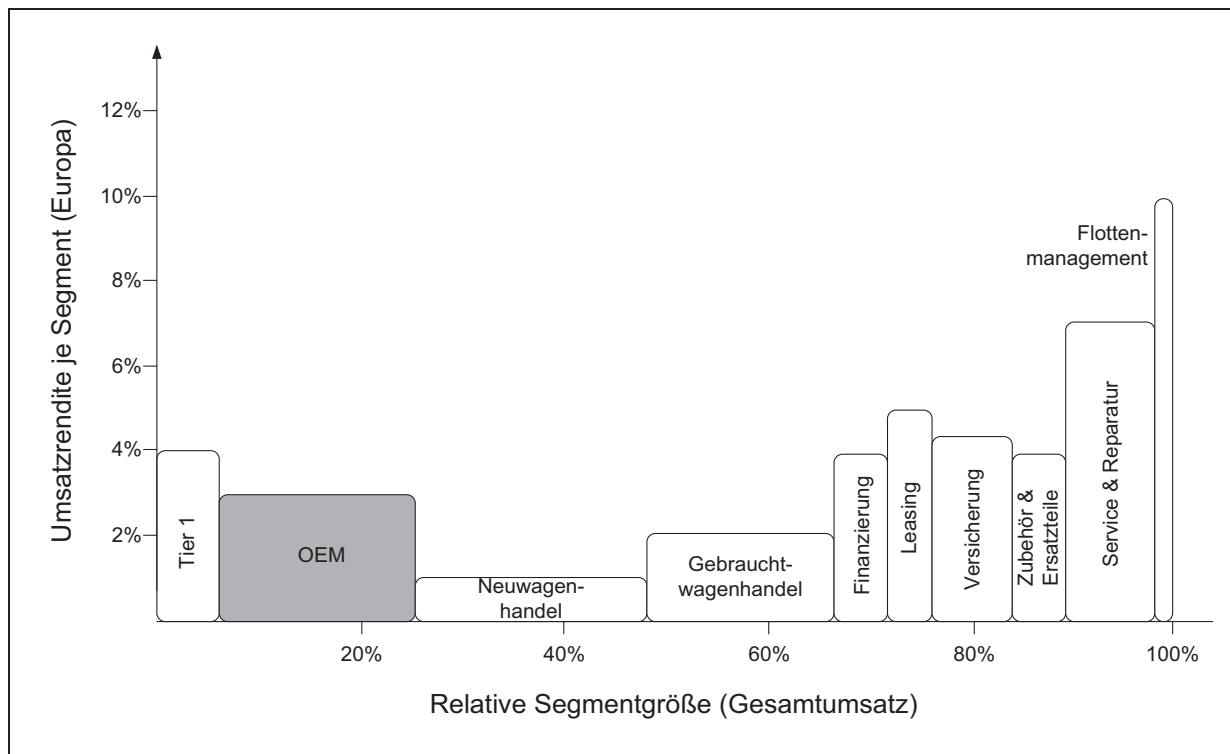 Umsatzrendite je Segment (Europa)
12%
10%
8%
6%
4%
2%
Tier 1
OEM
Neuwagen-
handel
Gebraucht-
wagenhandel
Finanzierung
Leasing
Versicherung
Zubehör &
Ersatzteile
Service & Reparatur
Flotten-
management
20%
40%
60%
80%
100%
Relative Segmentgröße (Gesamtumsatz)